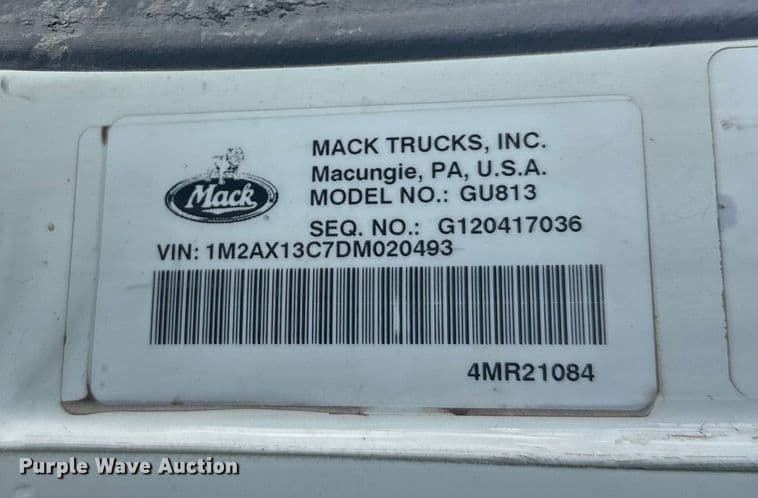 MACK TRUCKS, INC.
Macungie, PA, U.S.A.
MODEL NO.: GU813
SEQ. NO.: G120417036
Mack
VIN: 1M2AX13C7DM020493
4MR21084
Purple Wave Auction